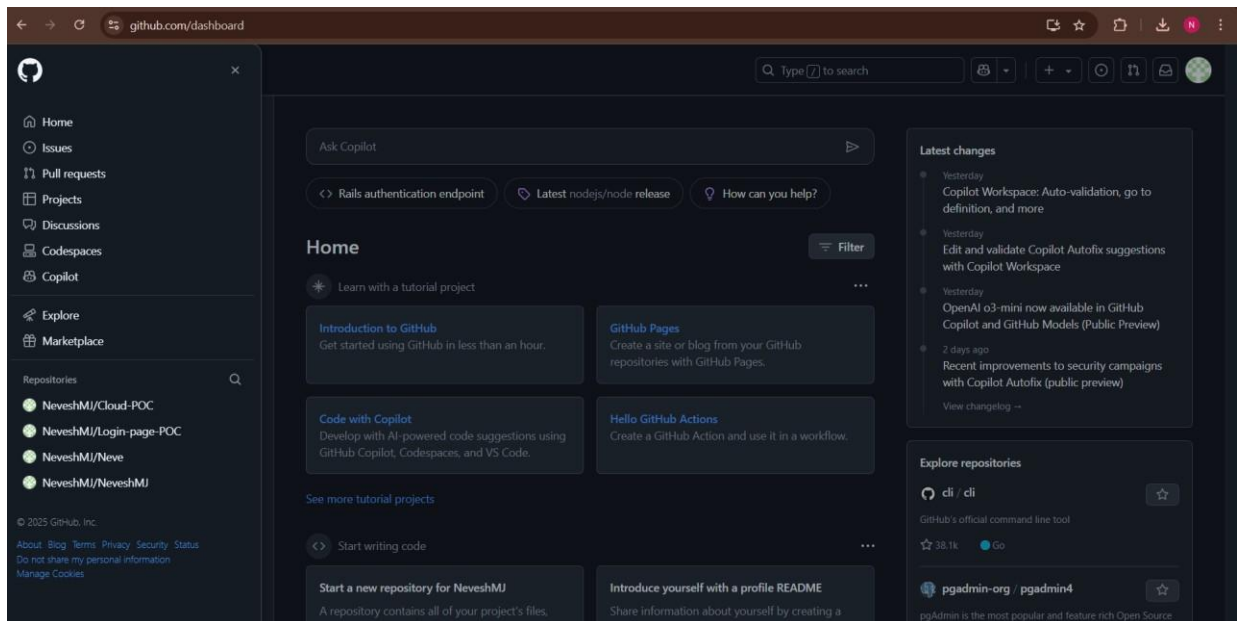 github.com/dashboard
N
Type / to search
Home
Issues
Pull requests
Projects
Discussions
Codespaces
Copilot
Explore
Marketplace
Repositories
NeveshMJ/Cloud-POC
NeveshMJ/Login-page-POC
NeveshMJ/Neve
NeveshMJ/NeveshMJ
© 2025 GitHub, Inc.
About Blog Terms Privacy Security Status
Do not share my personal information
Manage Cookies
Ask Copilot
Rails authentication endpoint
Latest nodejs/node release
How can you help?
Home
Filter
Learn with a tutorial project
Introduction to GitHub
Get started using GitHub in less than an hour.
GitHub Pages
Create a site or blog from your GitHub
repositories with GitHub Pages.
Code with Copilot
Develop with AI-powered code suggestions using
GitHub Copilot, Codespaces, and VS Code.
Hello GitHub Actions
Create a GitHub Action and use it in a workflow.
See more tutorial projects
Start writing code
Start a new repository for NeveshMJ
A repository contains all of your project's files,
Introduce yourself with a profile README
Share information about yourself by creating a
Latest changes
Yesterday
Copilot Workspace: Auto-validation, go to
definition, and more
Yesterday
Edit and validate Copilot Autofix suggestions
with Copilot Workspace
Yesterday
OpenAI o3-mini now available in GitHub
Copilot and GitHub Models (Public Preview)
2 days ago
Recent improvements to security campaigns
with Copilot Autofix (public preview)
View changelog →
Explore repositories
cli / cli
GitHub's official command line tool
38.1k Go
pgadmin-org / pgadmin4
pgAdmin is the most popular and feature rich Open Source